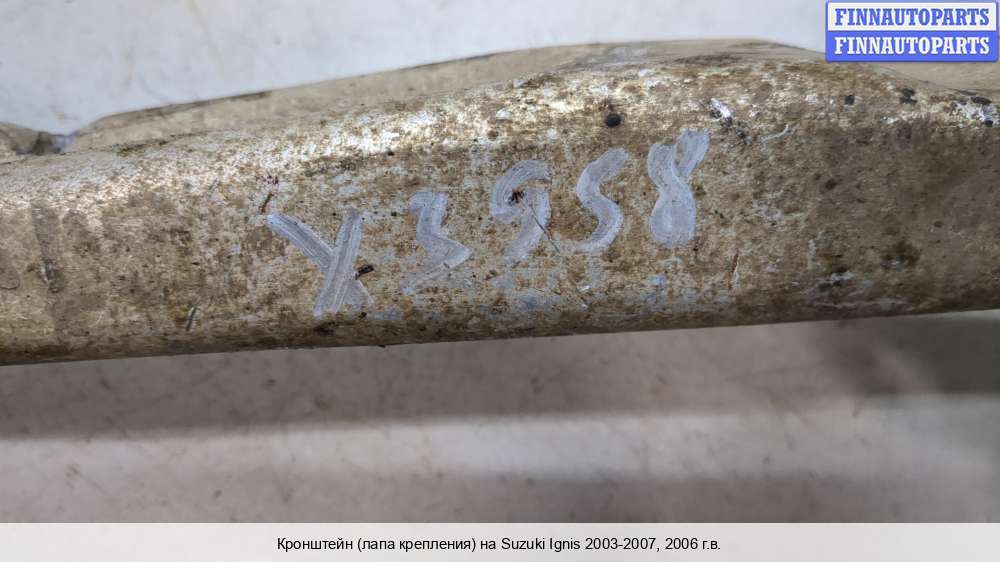 FINNAUTOPARTS
FINNAUTOPARTS
X3958
Кронштейн (лапа крепления) на Suzuki Ignis 2003-2007, 2006 г.в.